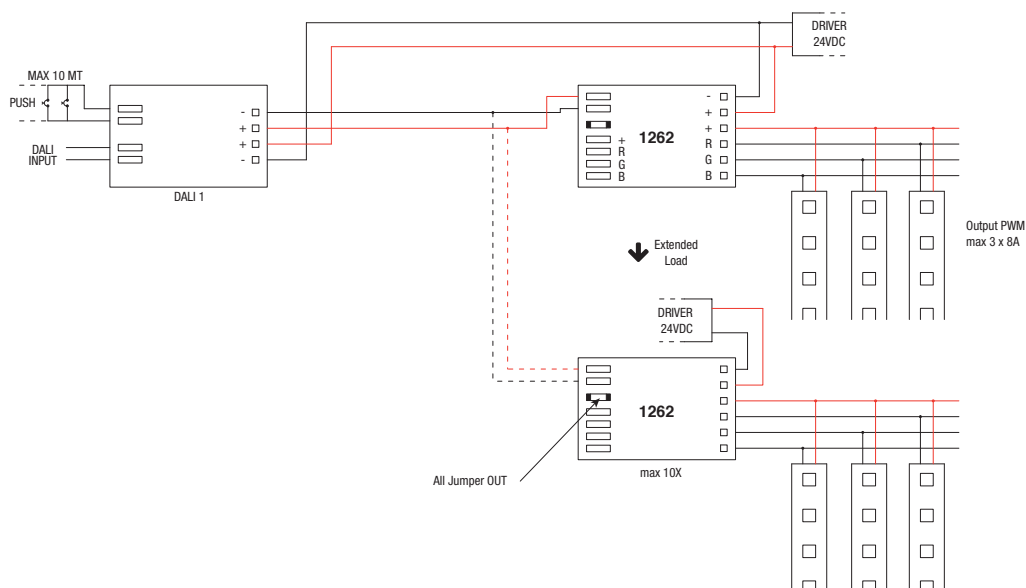 DRIVER
24VDC
MAX 10 MT
PUSH
DALI
INPUT
-
+
+
-
DALI 1
1262
+
R
G
B
-
+
+
R
G
B
Output PWM
max 3 x 8A
Extended
Load
DRIVER
24VDC
1262
max 10X
All Jumper OUT